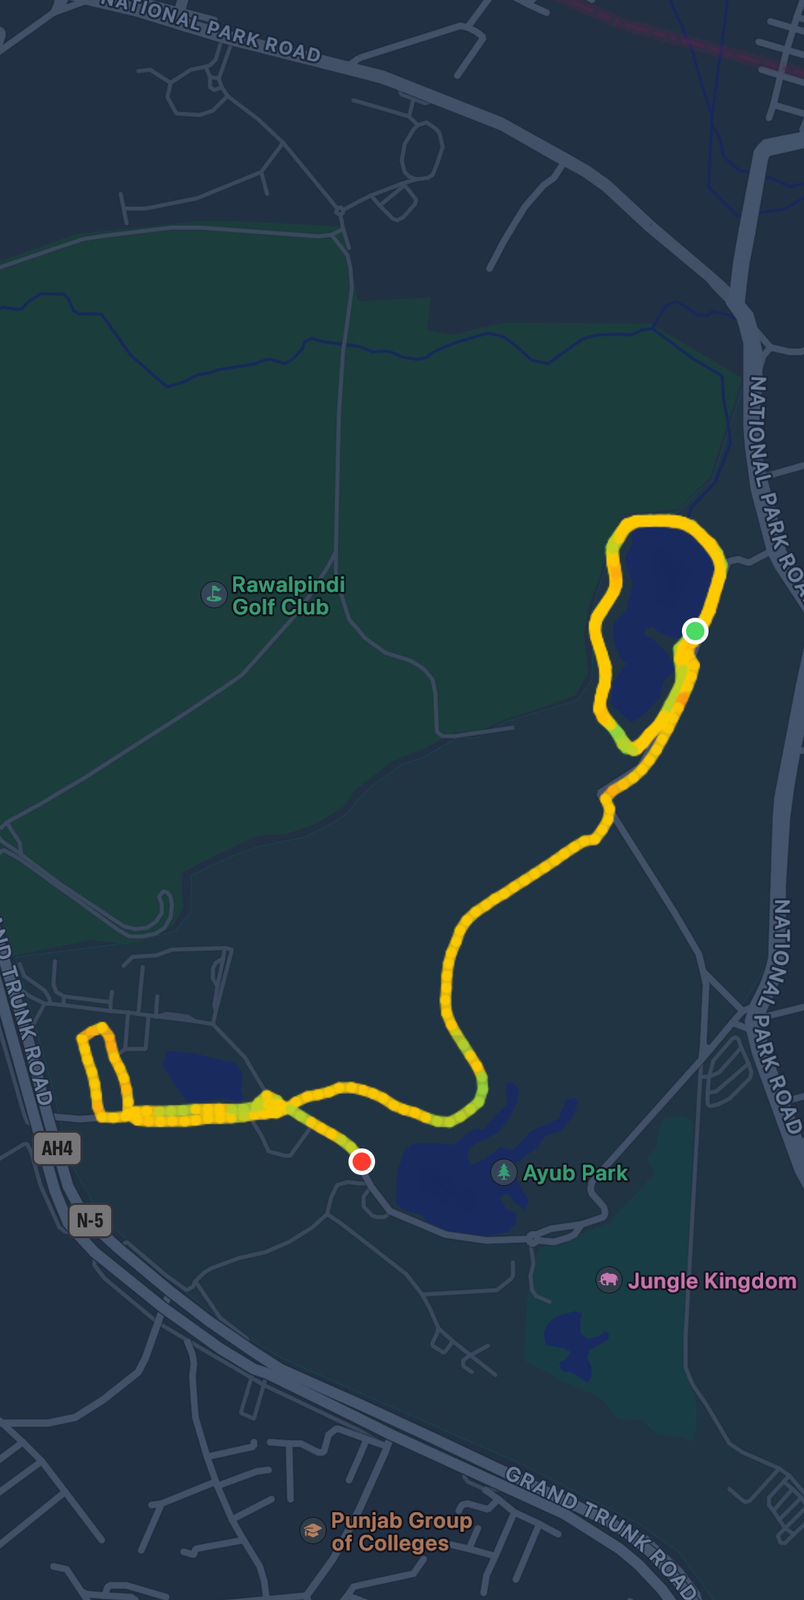 NATIONAL PARK ROAD
NATIONAL PARK ROA
Rawalpindi
Golf Club
NATIONAL PARK ROAD
ND TRUNK ROAD
AH4
Ayub Park
N-5
Jungle Kingdom
GRAND TRUNK ROAD
Punjab Group
of Colleges